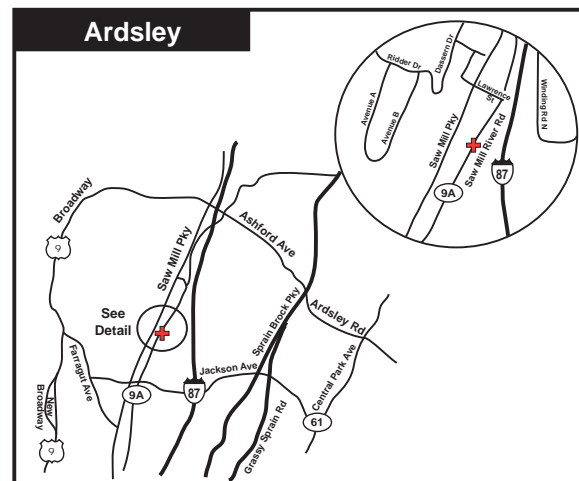 Ardsley
Ridder Dr
Dassern Dr
Lawrence
St
Avenue A
Avenue B
Saw Mill Pky
Saw Mill River Rd
Winding Rd N
9A
87
Broadway
9
Saw Mill Pky
Ashford Ave
See
Detail
Sprain Brock Pky
Ardsley Rd
Farragut Ave
Jackson Ave
Central Park Ave
9A
87
61
New
Broadway
Grassy Sprain Rd
9